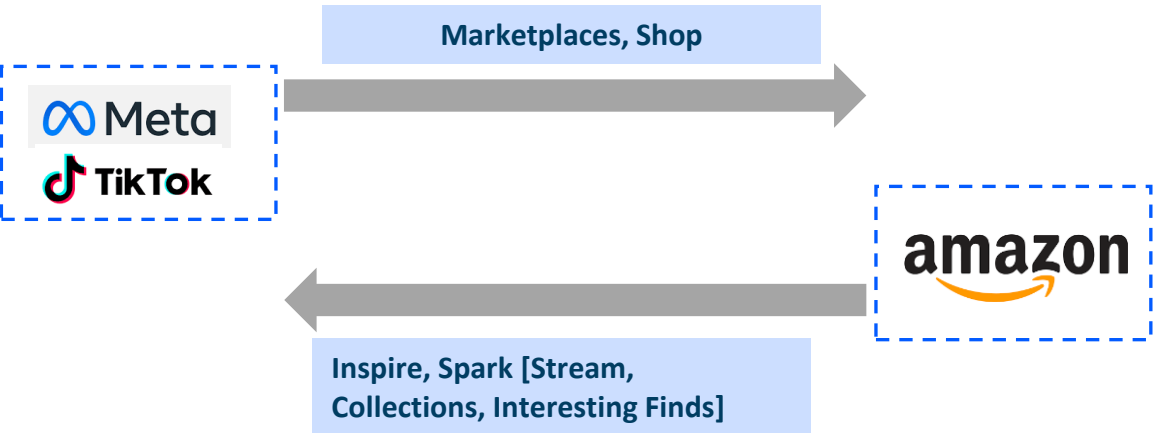 Marketplaces, Shop
Meta
TikTok
amazon
Inspire, Spark [Stream,
Collections, Interesting Finds]